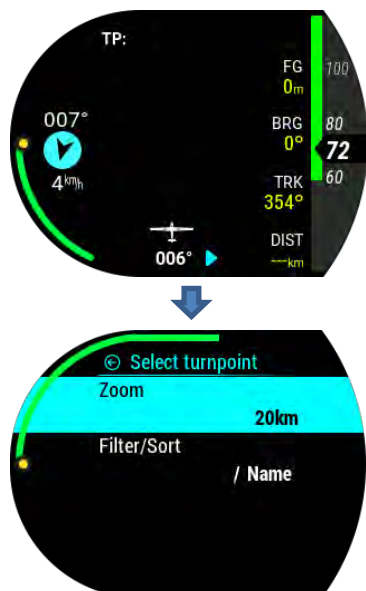 TP:
FG
0m
100
007°
BRG
0°
80
72
4km/h
TRK
354°
60
006°
DIST
---km
Select turnpoint
Zoom
20km
Filter/Sort
/ Name